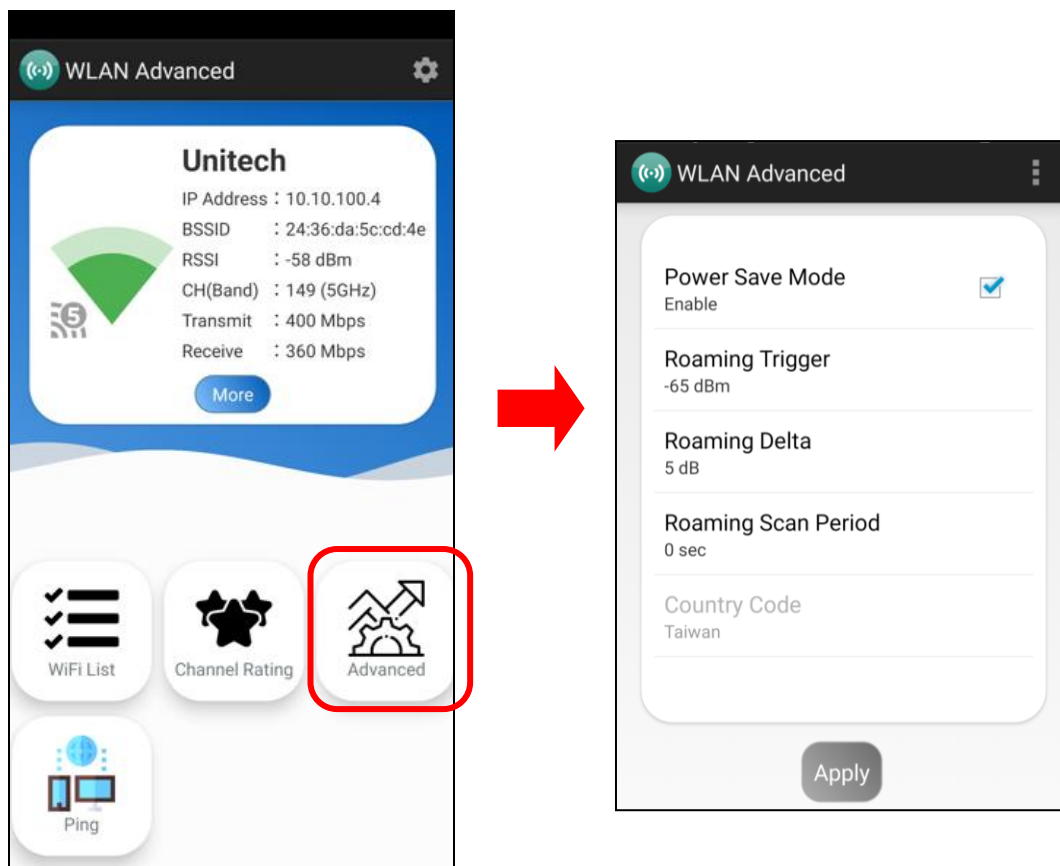 WLAN Advanced
Unitech
IP Address : 10.10.100.4
BSSID : 24:36:da:5c:cd:4e
RSSI : -58 dBm
CH(Band) : 149 (5GHz)
Transmit : 400 Mbps
Receive : 360 Mbps
5
More
WiFi List
Channel Rating
Advanced
Ping
WLAN Advanced
Power Save Mode
Enable
Roaming Trigger
-65 dBm
Roaming Delta
5 dB
Roaming Scan Period
0 sec
Country Code
Taiwan
Apply